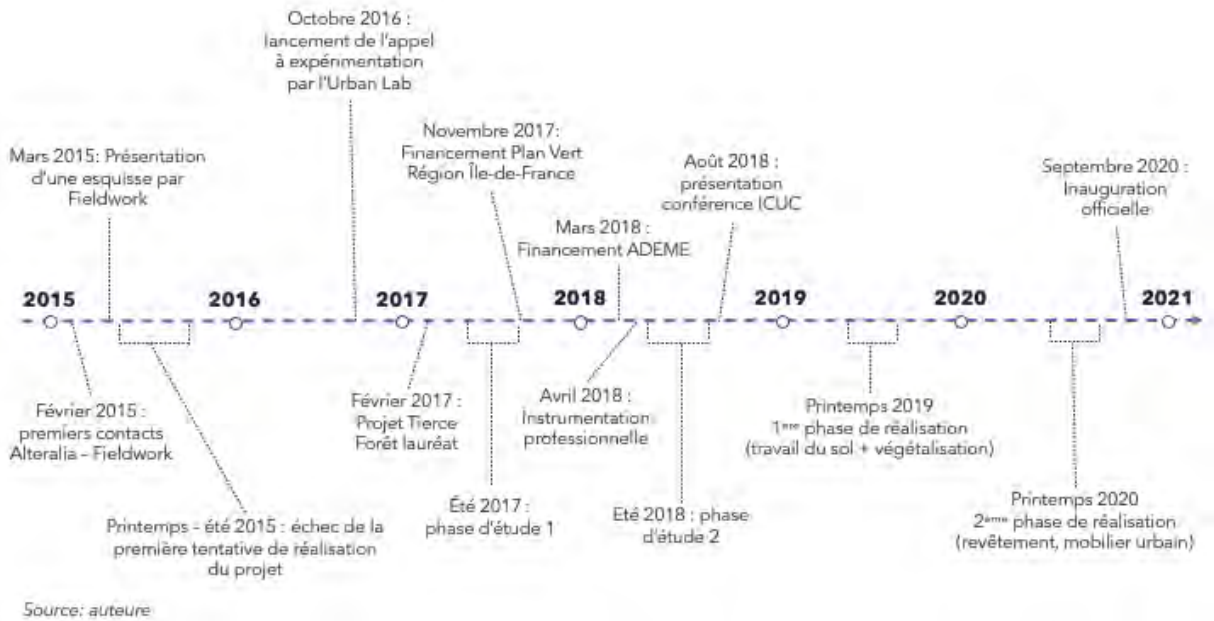 Octobre 2016 :
lancement de l'appel
à expérimentation
par l'Urban Lab
Mars 2015: Présentation
d'une esquisse par
Fieldwork
Novembre 2017:
Financement Plan Vert
Région Île-de-France
Mars 2018 :
Financement ADEME
Août 2018 :
présentation
conférence ICUC
Septembre 2020 :
Inauguration
officielle
2015
2016
2017
2018
2019
2020
2021
Février 2015 :
premiers contacts
Alteralia - Fieldwork
Printemps - été 2015 : échec de la
première tentative de réalisation
du projet
Février 2017 :
Projet Tierce
Forêt lauréat
Été 2017 :
phase d'étude 1
Avril 2018 :
Instrumentation
professionnelle
Eté 2018 : phase
d'étude 2
Printemps 2019
1ère phase de réalisation
(travail du sol + végétalisation)
Printemps 2020
2ème phase de réalisation
(revêtement, mobilier urbain)
Source: auteure